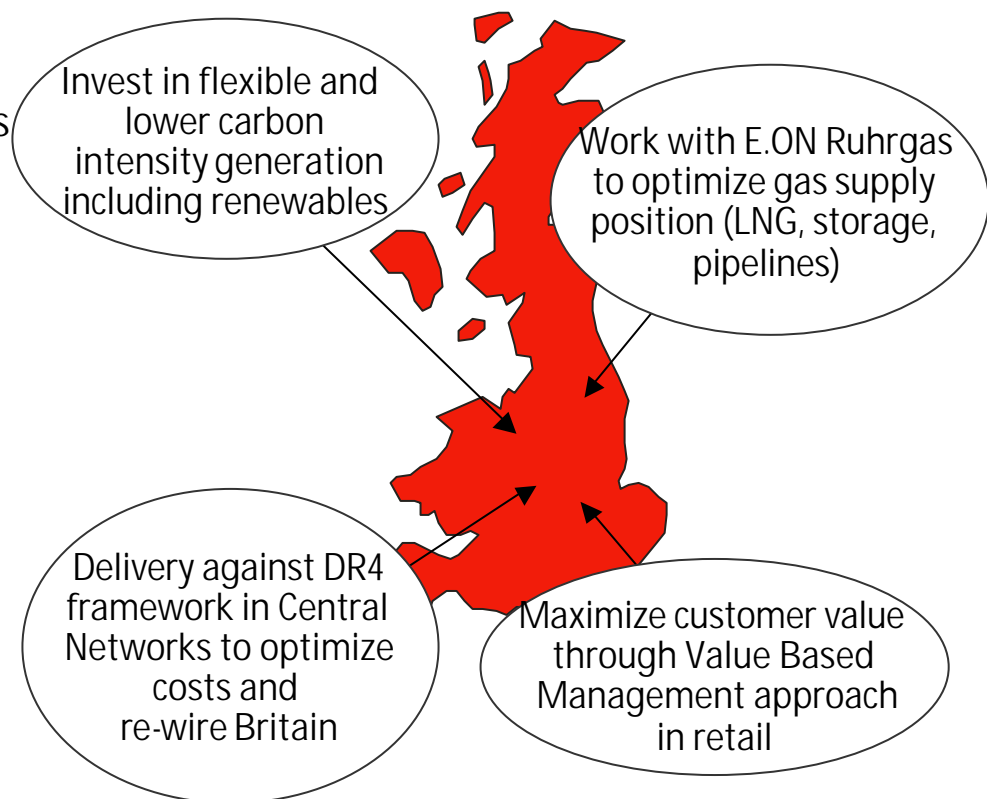 Invest in flexible and
lower carbon
intensity generation
including renewables
s
Work with E.ON Ruhrgas
to optimize gas supply
position (LNG, storage,
pipelines)
Delivery against DR4
framework in Central
Networks to optimize
costs and
re-wire Britain
Maximize customer value
through Value Based
Management approach
in retail